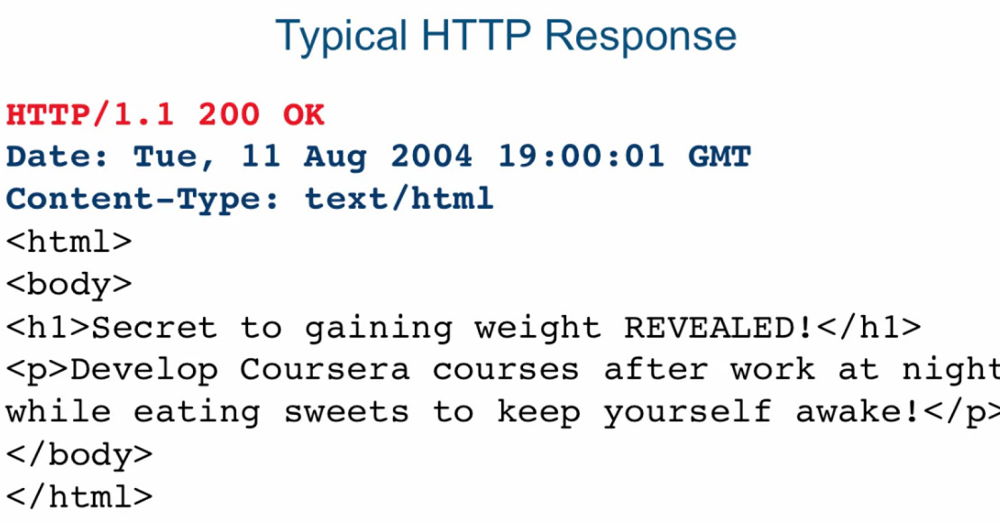 Typical HTTP Response
HTTP/1.1 200 OK
Date: Tue, 11 Aug 2004 19:00:01 GMT
Content-Type: text/html
<html>
<body>
<h1>Secret to gaining weight REVEALED!</h1>
<p>Develop Coursera courses after work at night
while eating sweets to keep yourself awake!</p>
</body>
</html>